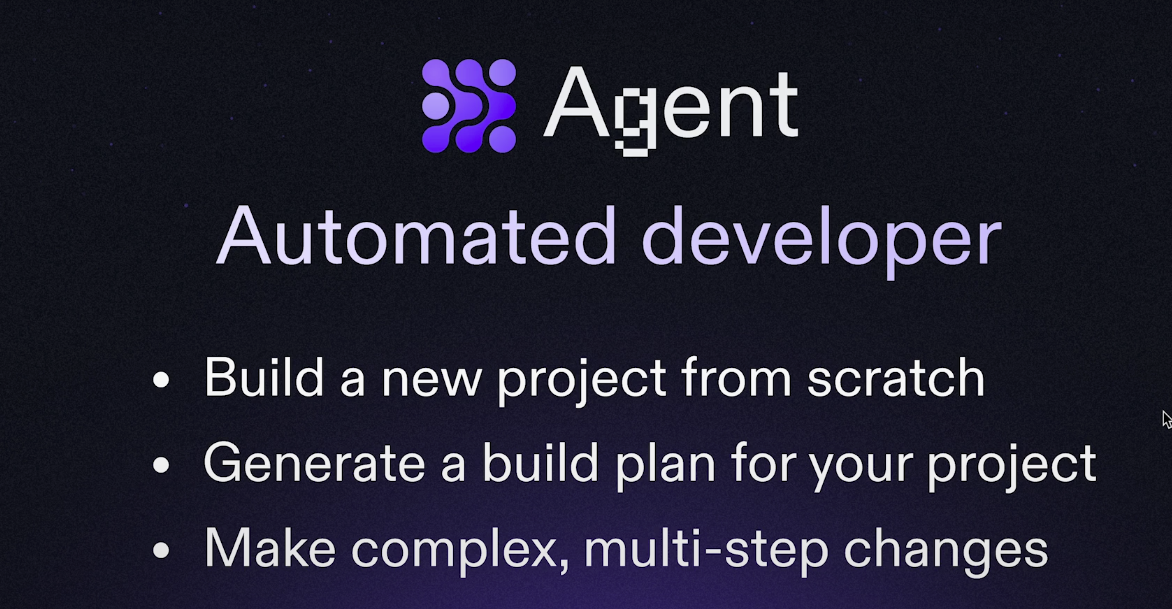 Agent
Automated developer
• Build a new project from scratch
• Generate a build plan for your project
• Make complex, multi-step changes